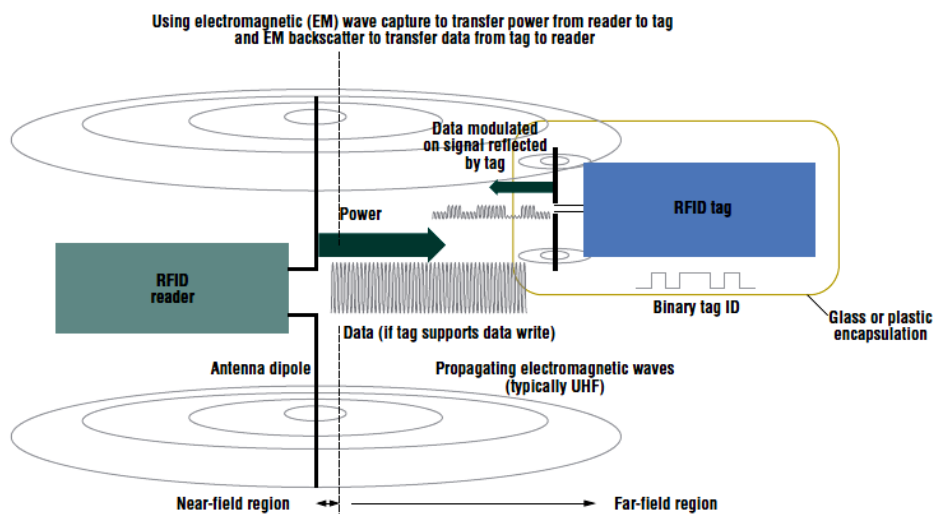 Using electromagnetic (EM) wave capture to transfer power from reader to tag
and EM backscatter to transfer data from tag to reader
Data modulated
on signal reflected
by tag
Power
RFID tag
RFID
reader
Binary tag ID
Glass or plastic
encapsulation
Data (if tag supports data write)
Antenna dipole
Propagating electromagnetic waves
(typically UHF)
Near-field region
Far-field region